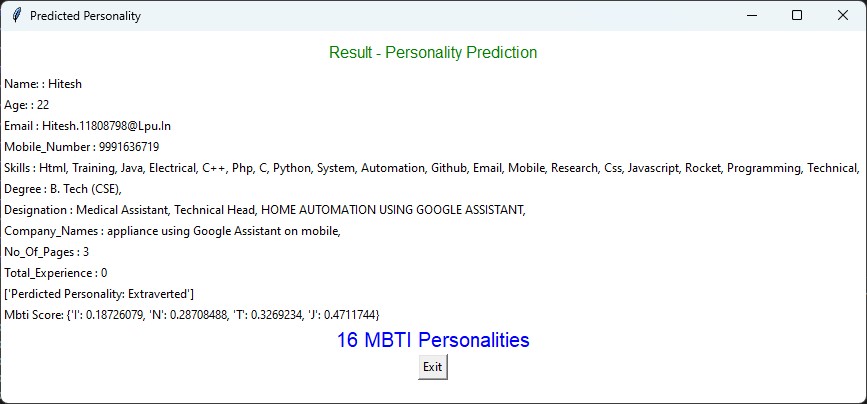 Predicted Personality
Result - Personality Prediction
Name: : Hitesh
Age: : 22
Email : Hitesh.11808798@Lpu.In
Mobile_Number : 9991636719
Skills : Html, Training, Java, Electrical, C++, Php, C, Python, System, Automation, Github, Email, Mobile, Research, Css, Javascript, Rocket, Programming, Technical,
Degree : B. Tech (CSE),
Designation : Medical Assistant, Technical Head, HOME AUTOMATION USING GOOGLE ASSISTANT,
Company_Names : appliance using Google Assistant on mobile,
No_Of_Pages : 3
Total_Experience : 0
['Perdicted Personality: Extraverted']
Mbti Score: {'I': 0.18726079, 'N': 0.28708488, 'T': 0.3269234, 'J': 0.4711744}
16 MBTI Personalities
Exit